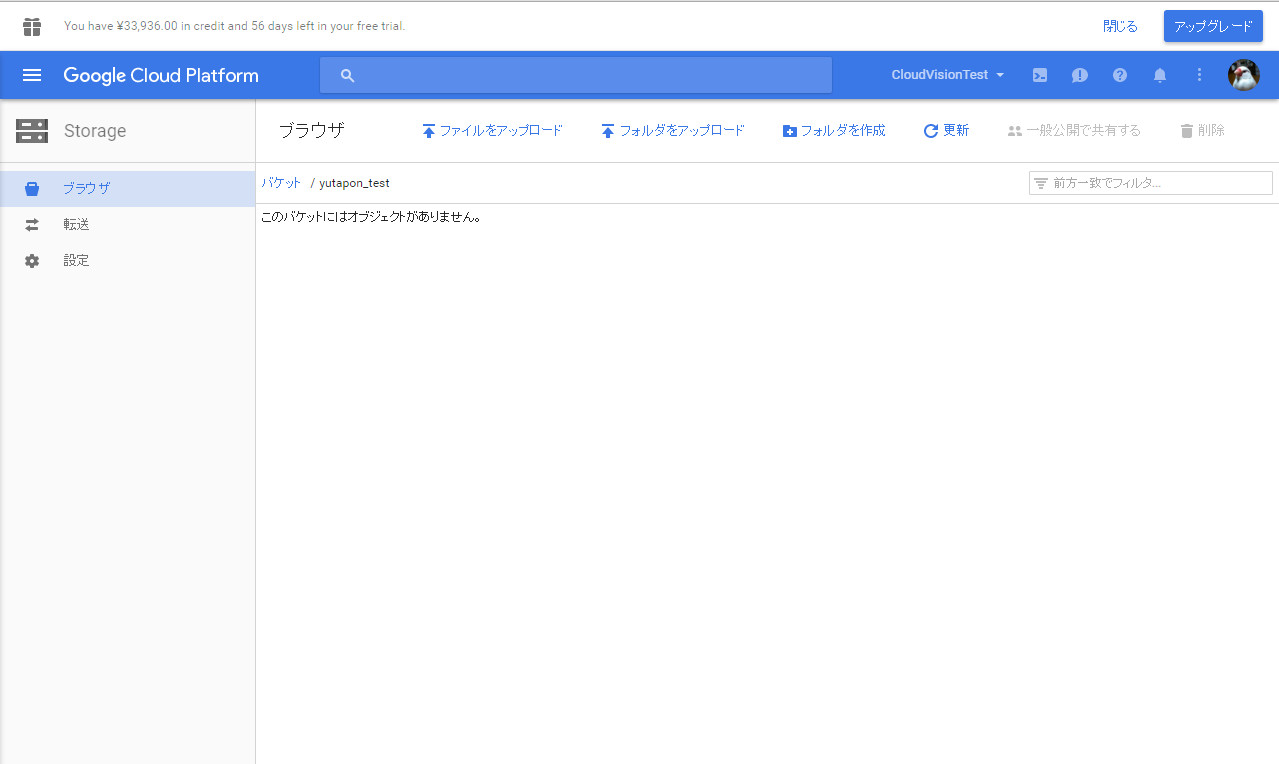 You have ¥33,936.00 in credit and 56 days left in your free trial.
閉じる
アップグレード
Google Cloud Platform
CloudVisionTest
Storage
ブラウザ
ファイルをアップロード
フォルダをアップロード
フォルダを作成
更新
一般公開で共有する
削除
ブラウザ
転送
設定
バケット / yutapon_test
前方一致でフィルタ...
このバケットにはオブジェクトがありません。